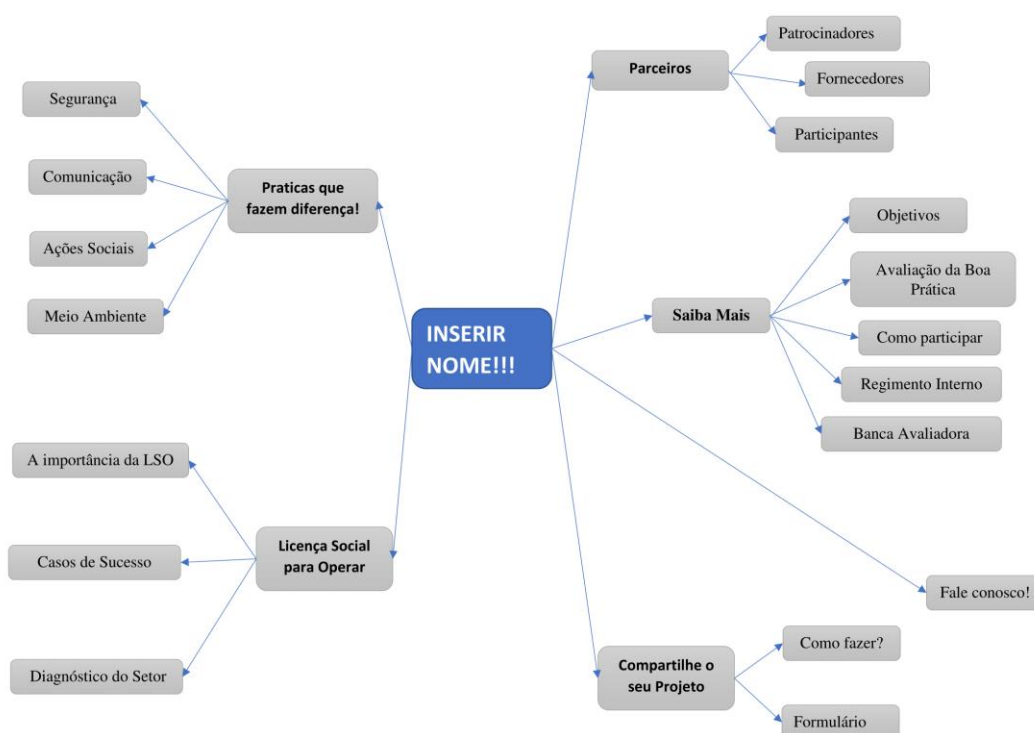 Patrocinadores
Parceiros
Fornecedores
Participantes
Segurança
Comunicação
Praticas que
fazem diferença!
Ações Sociais
Meio Ambiente
Objetivos
Avaliação da Boa
Prática
Saiba Mais
Como participar
Regimento Interno
Banca Avaliadora
INSERIR
NOME!!!
A importância da LSO
Licença Social
para Operar
Casos de Sucesso
Diagnóstico do Setor
Fale conosco!
Compartilhe o
seu Projeto
Como fazer?
Formulário